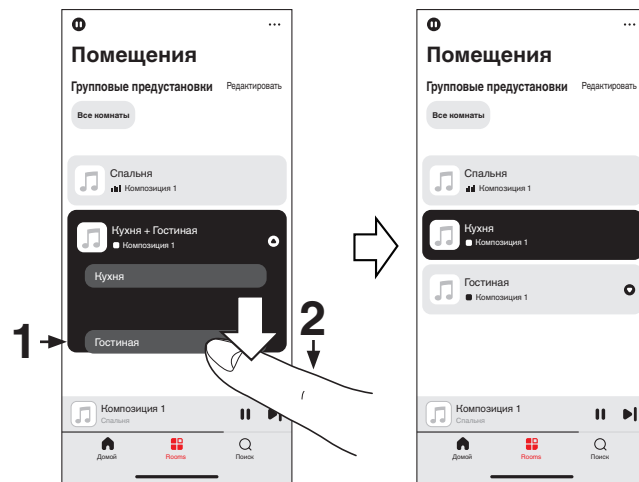 Помещения
Групповые предустановки Редактировать
Все комнаты
Спальня
Композиция 1
Кухня + Гостиная
Композиция 1
Кухня
Гостиная
1
2
Композиция 1
Спальня
Домой Rooms Поиск
Помещения
Групповые предустановки Редактировать
Все комнаты
Спальня
Композиция 1
Кухня
Композиция 1
Гостиная
Композиция 1
Композиция 1
Спальня
Домой Rooms Поиск